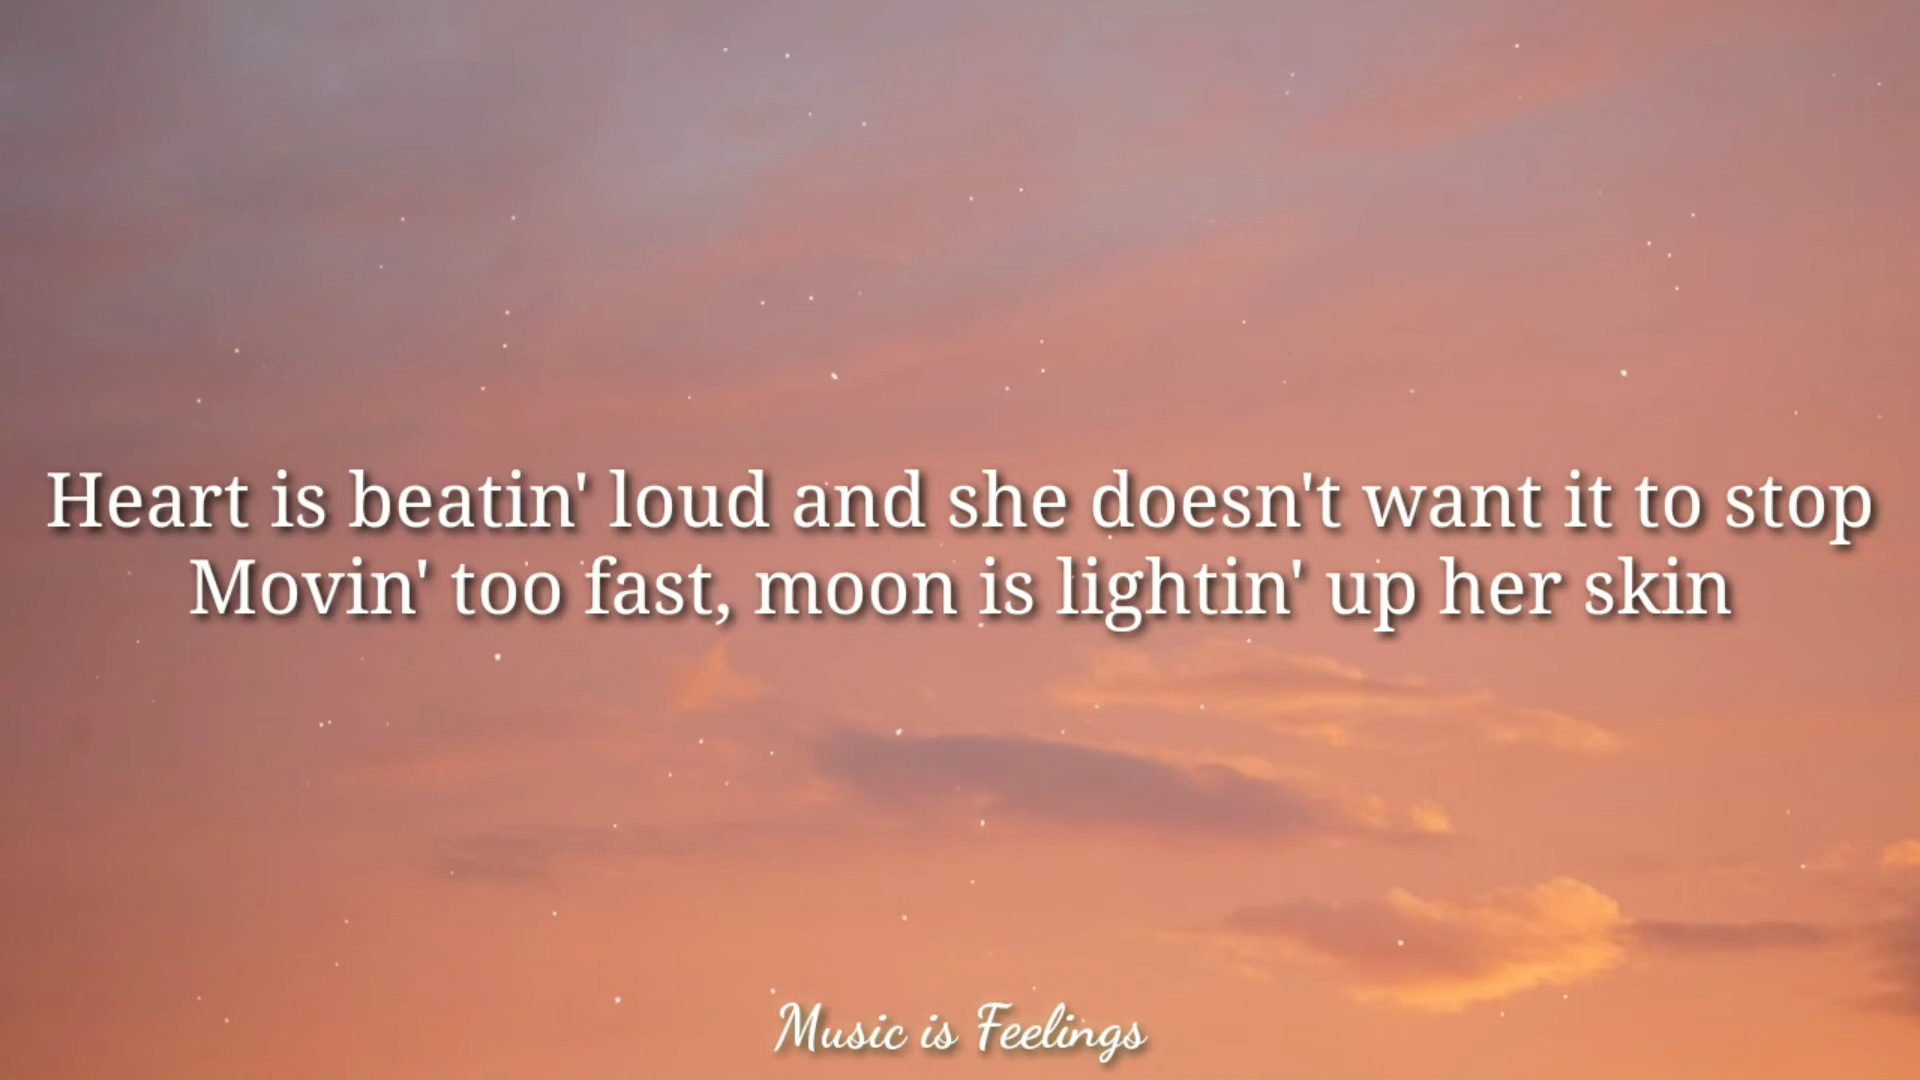 Heart is beatin' loud and she doesn't want it to stop
Movin' too fast, moon is lightin' up her skin
Music is Feelings